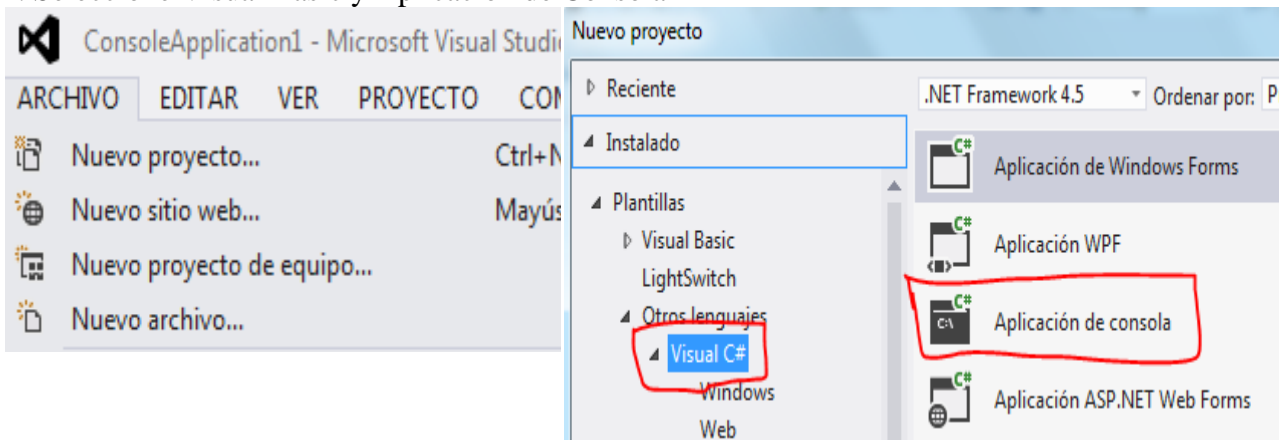 ConsoleApplication1 - Microsoft Visual Studio
ARCHIVO EDITAR VER PROYECTO
Nuevo proyecto... Ctrl+N
Nuevo sitio web... Mayús
Nuevo proyecto de equipo...
Nuevo archivo...
Nuevo proyecto
Reciente
Instalado
Plantillas
Visual Basic
LightSwitch
Otros lenguajes
Visual C#
Windows
Web
.NET Framework 4.5 Ordenar por: P
C# Aplicación de Windows Forms
C# Aplicación WPF
C# C:\ Aplicación de consola
C# Aplicación ASP.NET Web Forms